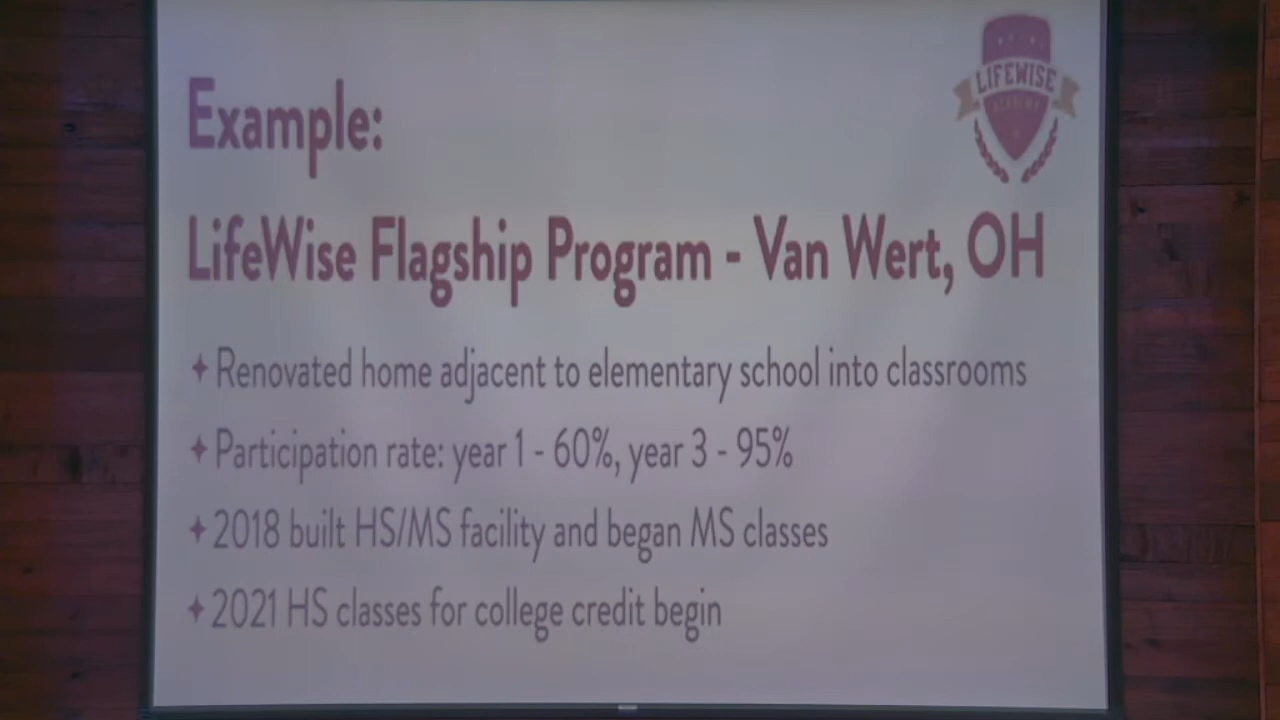 Example:
LIFEWISE
ACADEMY
LifeWise Flagship Program - Van Wert, OH
Renovated home adjacent to elementary school into classrooms
Participation rate: year 1 - 60%, year 3 - 95%
2018 built HS/MS facility and began MS classes
2021 HS classes for college credit begin